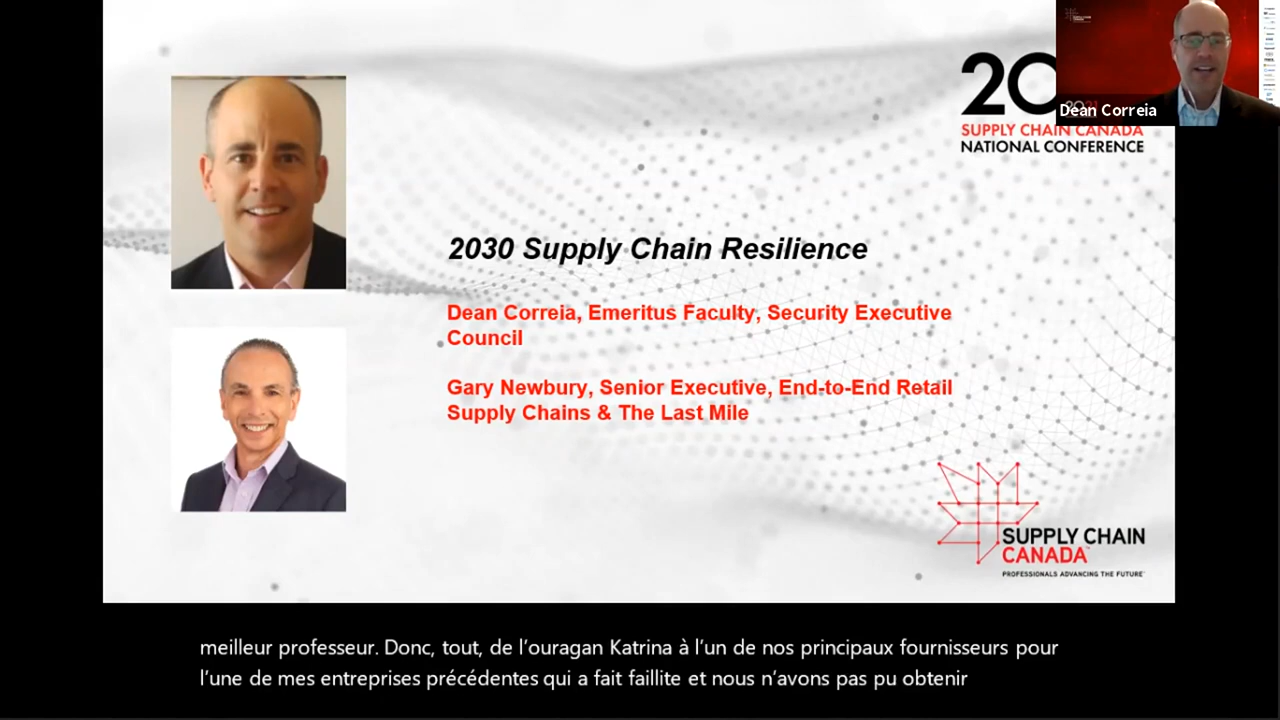 20
SUPPLY CHAIN CANADA
NATIONAL CONFERENCE
Dean Correia
2030 Supply Chain Resilience
Dean Correia, Emeritus Faculty, Security Executive
Council
Gary Newbury, Senior Executive, End-to-End Retail
Supply Chains & The Last Mile
SUPPLY CHAIN
CANADA™
PROFESSIONALS ADVANCING THE FUTURE™
meilleur professeur. Donc, tout, de l'ouragan Katrina à l'un de nos principaux fournisseurs pour
l'une de mes entreprises précédentes qui a fait faillite et nous n'avons pas pu obtenir